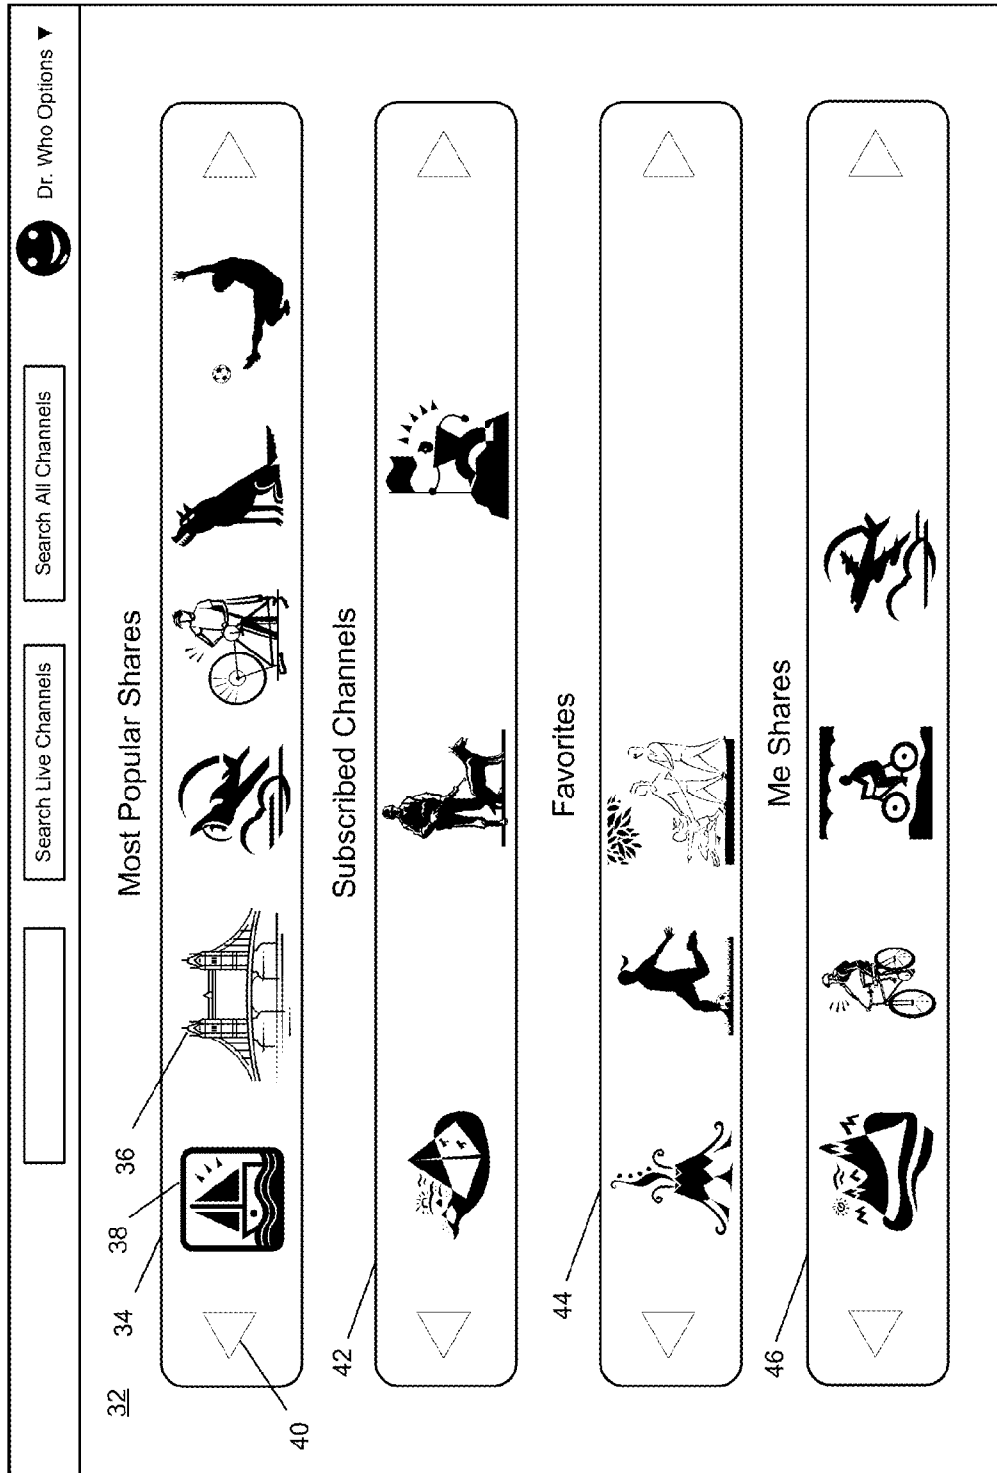 Search Live Channels
Search All Channels
Dr. Who Options ▼
32
34
38
36
Most Popular Shares
40
42
Subscribed Channels
44
Favorites
46
Me Shares